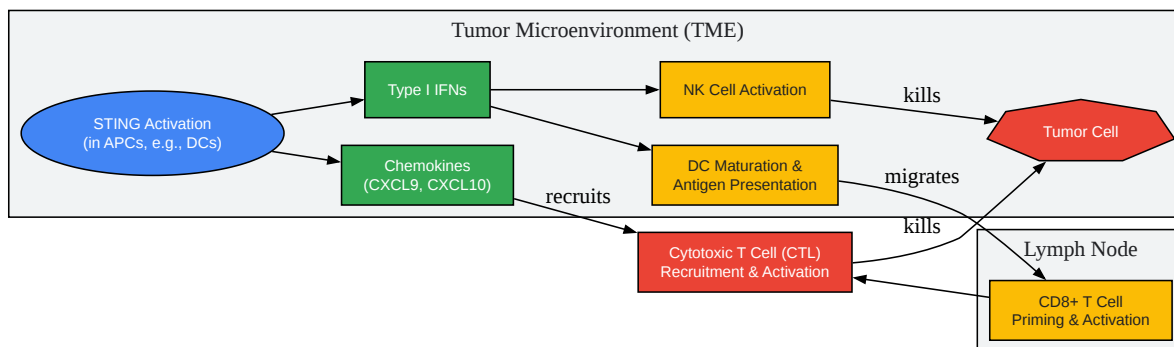 Tumor Microenvironment (TME)
STING Activation
(in APCs, e.g., DCs)
Type I IFNs
NK Cell Activation
kills
Tumor Cell
Chemokines
(CXCL9, CXCL10)
DC Maturation &
Antigen Presentation
migrates
recruits
Cytotoxic T Cell (CTL)
Recruitment & Activation
kills
Lymph Node
CD8+ T Cell
Priming & Activation